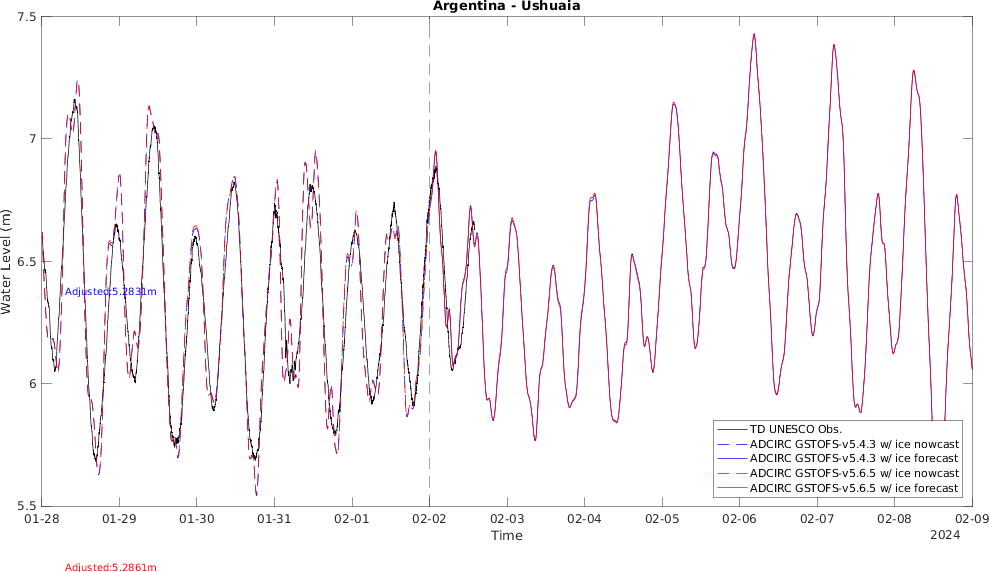 Argentina - Ushuaia
7.5
7
6.5
6
5.5
Water Level (m)
Adjusted:5.2831m
TD UNESCO Obs.
ADCIRC GSTOFS-v5.4.3 w/ ice nowcast
ADCIRC GSTOFS-v5.4.3 w/ ice forecast
ADCIRC GSTOFS-v5.6.5 w/ ice nowcast
ADCIRC GSTOFS-v5.6.5 w/ ice forecast
01-28 01-29 01-30 01-31 02-01 02-02 02-03 02-04 02-05 02-06 02-07 02-08 02-09
Time
2024
Adjusted:5.2861m